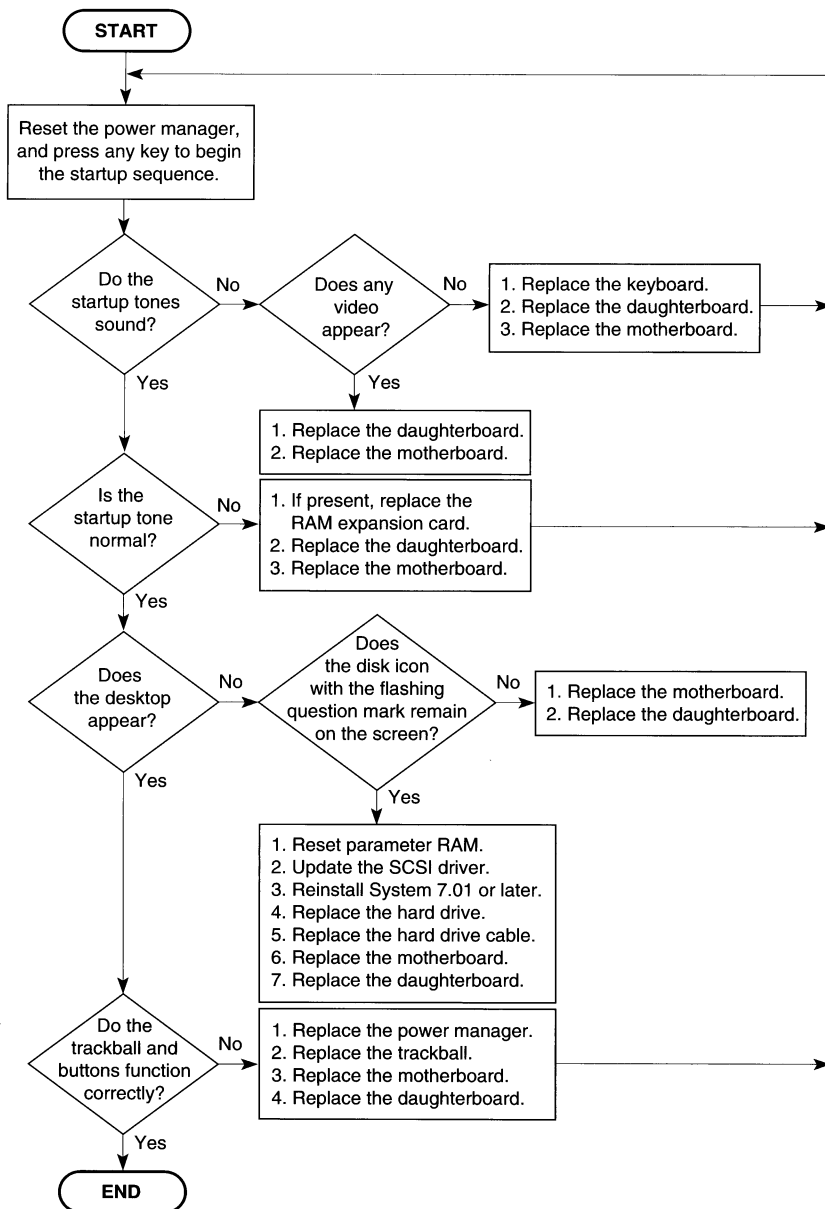 START
Reset the power manager,
and press any key to begin
the startup sequence.
Do the
startup tones
sound?
No
Does any
video
appear?
No
1. Replace the keyboard.
2. Replace the daughterboard.
3. Replace the motherboard.
Yes
Yes
1. Replace the daughterboard.
2. Replace the motherboard.
Is the
startup tone
normal?
No
1. If present, replace the
RAM expansion card.
2. Replace the daughterboard.
3. Replace the motherboard.
Yes
Does
the desktop
appear?
No
Does
the disk icon
with the flashing
question mark remain
on the screen?
No
1. Replace the motherboard.
2. Replace the daughterboard.
Yes
Yes
1. Reset parameter RAM.
2. Update the SCSI driver.
3. Reinstall System 7.01 or later.
4. Replace the hard drive.
5. Replace the hard drive cable.
6. Replace the motherboard.
7. Replace the daughterboard.
Do the
trackball and
buttons function
correctly?
No
1. Replace the power manager.
2. Replace the trackball.
3. Replace the motherboard.
4. Replace the daughterboard.
Yes
END